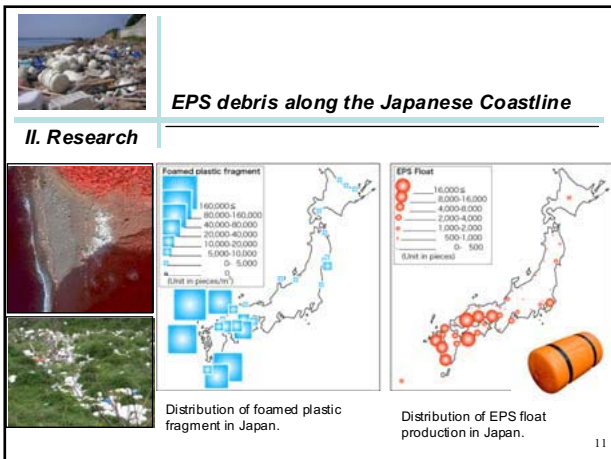 EPS debris along the Japanese Coastline
II. Research
Foamed plastic fragment
160,000≦
80,000-160,000
40,000-80,000
20,000-40,000
10,000-20,000
5,000-10,000
0- 5,000
0
(Unit in pieces/m²)
Distribution of foamed plastic
fragment in Japan.
EPS Float
16,000≦
8,000-16,000
4,000-8,000
2,000-4,000
1,000-2,000
500-1,000
0- 500
(Unit in pieces)
Distribution of EPS float
production in Japan.
11